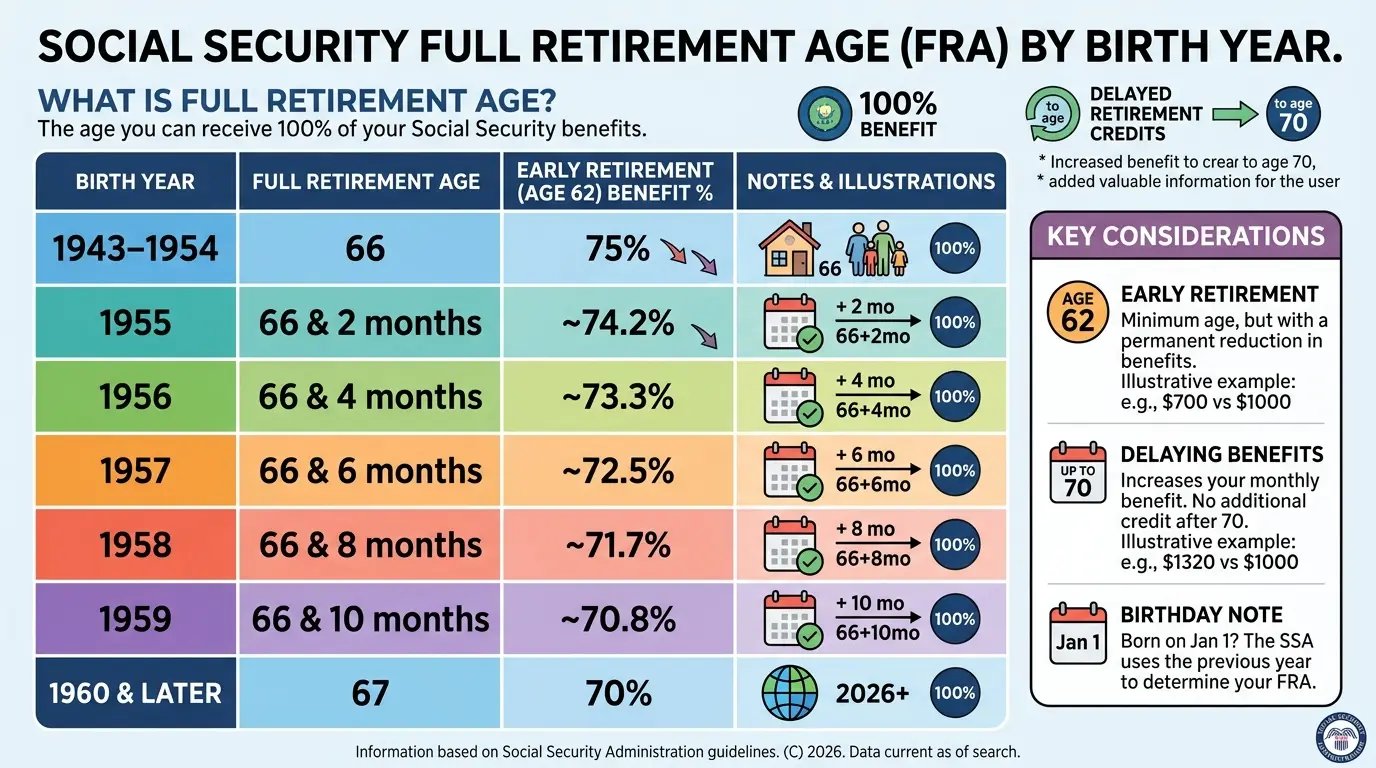 SOCIAL SECURITY FULL RETIREMENT AGE (FRA) BY BIRTH YEAR.
WHAT IS FULL RETIREMENT AGE?
The age you can receive 100% of your Social Security benefits.
100%
BENEFIT
to
age
DELAYED
RETIREMENT
CREDITS
to age
70
* Increased benefit to crear to age 70,
* added valuable information for the user
BIRTH YEAR
FULL RETIREMENT AGE
EARLY RETIREMENT
(AGE 62) BENEFIT %
NOTES & ILLUSTRATIONS
1943–1954
66
75%
66
100%
1955
66 & 2 months
~74.2%
+ 2 mo
66+2mo
100%
1956
66 & 4 months
~73.3%
+ 4 mo
66+4mo
100%
1957
66 & 6 months
~72.5%
+ 6 mo
66+6mo
100%
1958
66 & 8 months
~71.7%
+ 8 mo
66+8mo
100%
1959
66 & 10 months
~70.8%
+ 10 mo
66+10mo
100%
1960 & LATER
67
70%
2026+
100%
KEY CONSIDERATIONS
AGE
62
EARLY RETIREMENT
Minimum age, but with a
permanent reduction in
benefits.
Illustrative example:
e.g., $700 vs $1000
UP TO
70
DELAYING BENEFITS
Increases your monthly
benefit. No additional
credit after 70.
Illustrative example:
e.g., $1320 vs $1000
Jan 1
BIRTHDAY NOTE
Born on Jan 1? The SSA
uses the previous year
to determine your FRA.
Information based on Social Security Administration guidelines. (C) 2026. Data current as of search.